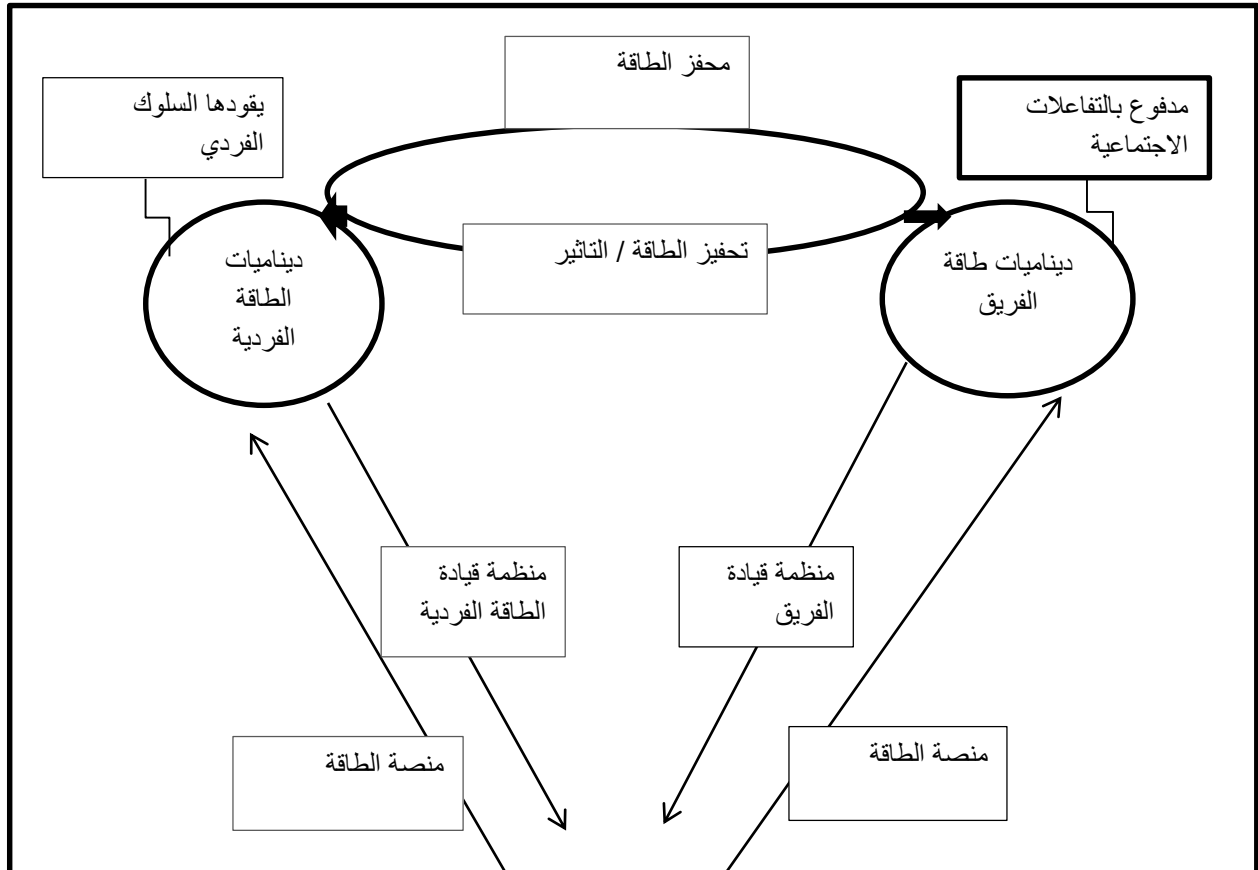 محفز الطاقة
مدفوع بالتفاعلات
الاجتماعية
يقودها السلوك
الفردي
تحفيز الطاقة / التاثير
ديناميات طاقة
الفريق
ديناميات
الطاقة
الفردية
منظمة قيادة
الفريق
منظمة قيادة
الطاقة الفردية
منصة الطاقة
منصة الطاقة